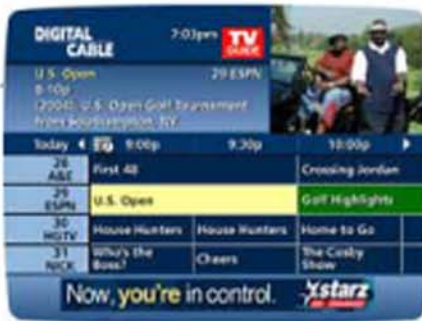 DIGITAL CABLE
7:03pm
TV GUIDE
U.S. Open
29 ESPN
8-10p
(2004) U.S. Open Golf Tournament
from Southampton, NY.
Today 9:00p 9:30p 10:00p
28 A&E First 48 Crossing Jordan
29 ESPN U.S. Open Golf Highlights
30 HGTV House Hunters House Hunters Home to Go
31 NICK Who's the Boss? Cheers The Cosby Show
Now, you're in control.
starz